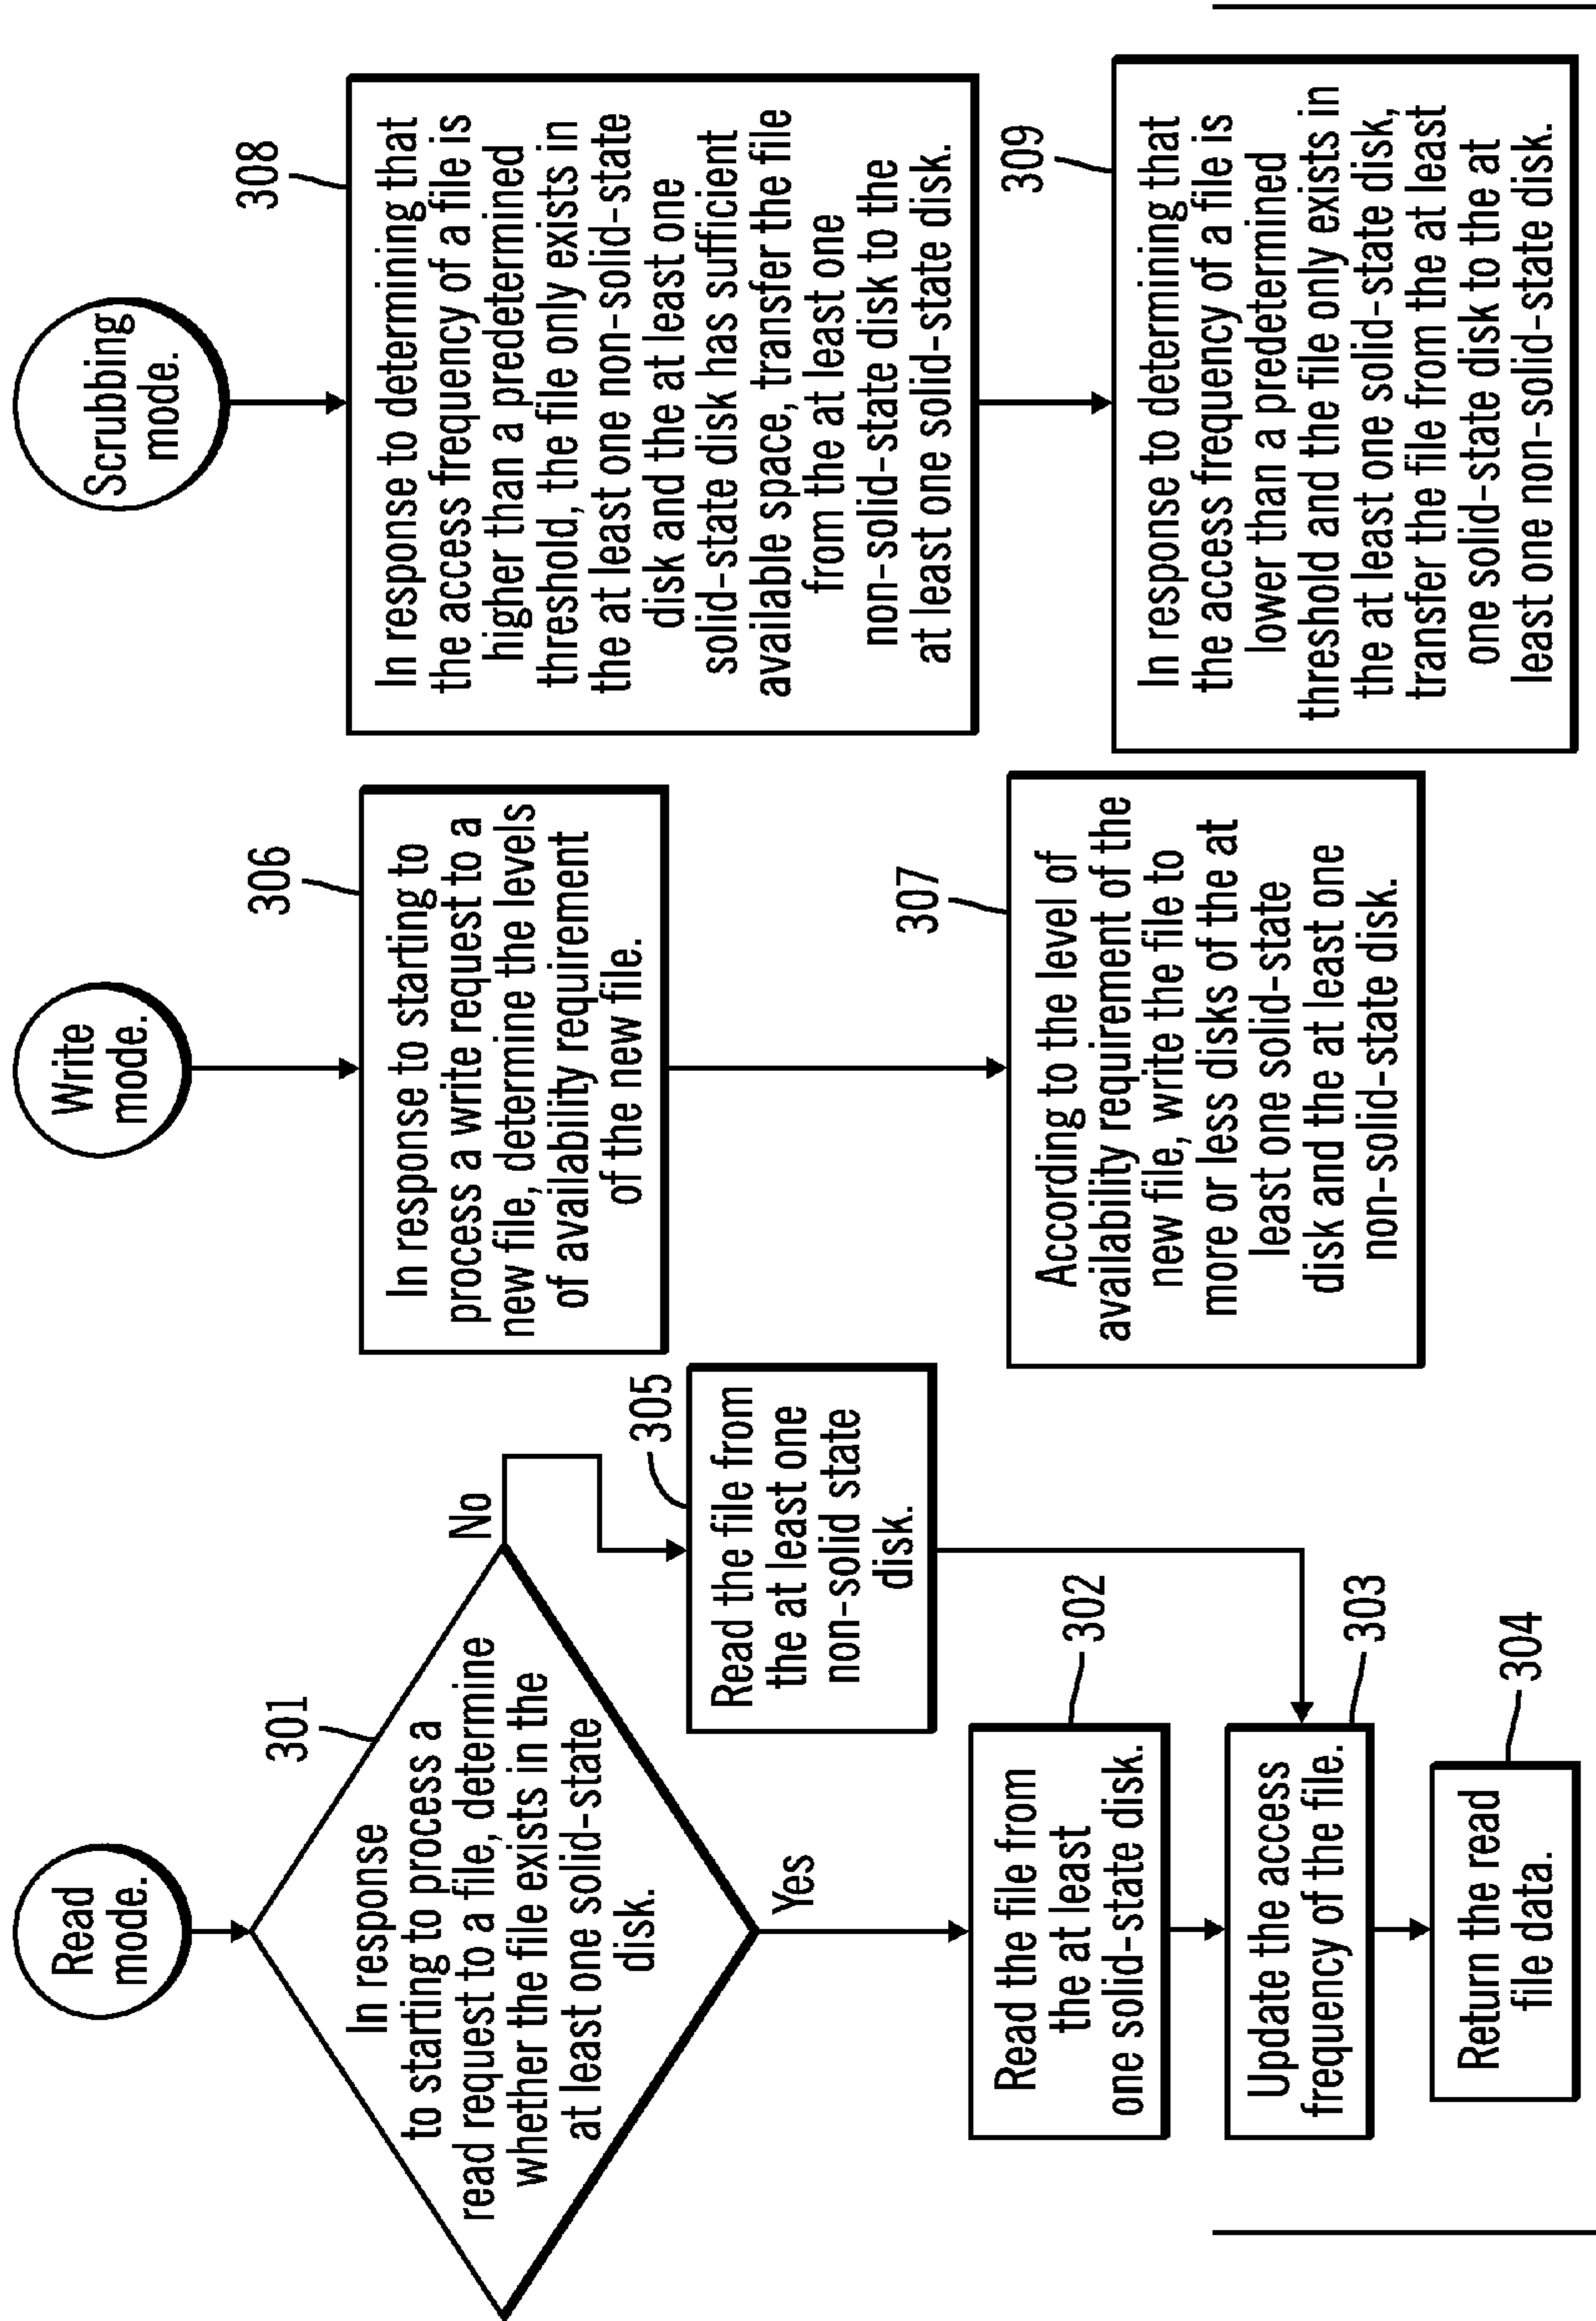 Read
mode.
301
In response
to starting to process a
read request to a file, determine
whether the file exists in the
at least one solid-state
disk.
No
Yes
305
Read the file from
the at least one
non-solid state
disk.
302
Read the file from
the at least
one solid-state disk.
303
Update the access
frequency of the file.
304
Return the read
file data.
Write
mode.
306
In response to starting to
process a write request to a
new file, determine the levels
of availability requirement
of the new file.
307
According to the level of
availability requirement of the
new file, write the file to
more or less disks of the at
least one solid-state
disk and the at least one
non-solid-state disk.
Scrubbing
mode.
308
In response to determining that
the access frequency of a file is
higher than a predetermined
threshold, the file only exists in
the at least one non-solid-state
disk and the at least one
solid-state disk has sufficient
available space, transfer the file
from the at least one
non-solid-state disk to the
at least one solid-state disk.
309
In response to determining that
the access frequency of a file is
lower than a predetermined
threshold and the file only exists in
the at least one solid-state disk,
transfer the file from the at least
one solid-state disk to the at
least one non-solid-state disk.